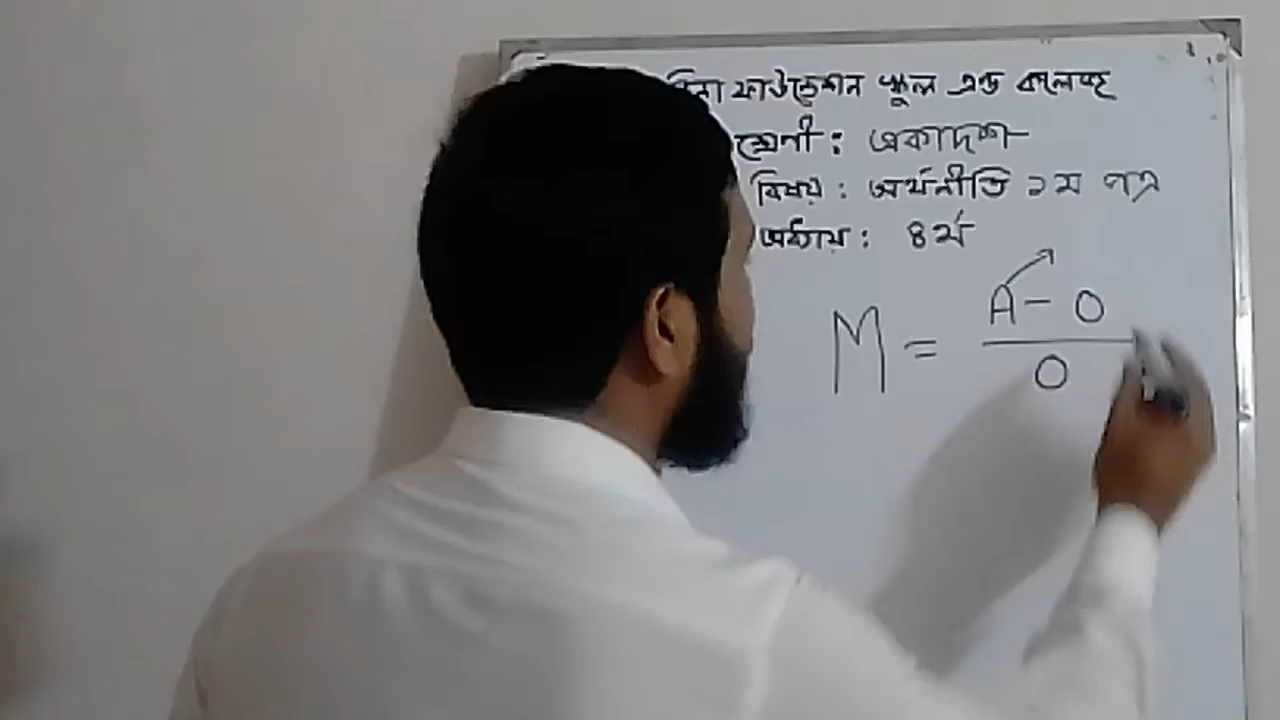 ফাউন্ডেশন স্কুল এন্ড কলেজ
শ্রেণী : একাদশ
বিষয় : অর্থনীতি ১ম পত্র
অধ্যায় : ৪র্থ
M = A - O / O